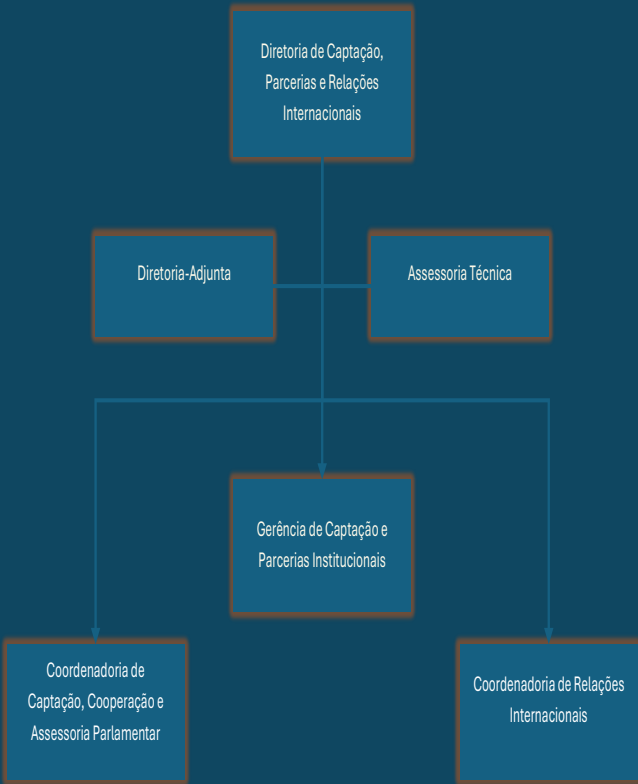 Diretoria de Captação,
Parcerias e Relações
Internacionais
Diretoria-Adjunta
Assessoria Técnica
Gerência de Captação e
Parcerias Institucionais
Coordenadoria de
Captação, Cooperação e
Assessoria Parlamentar
Coordenadoria de Relações
Internacionais